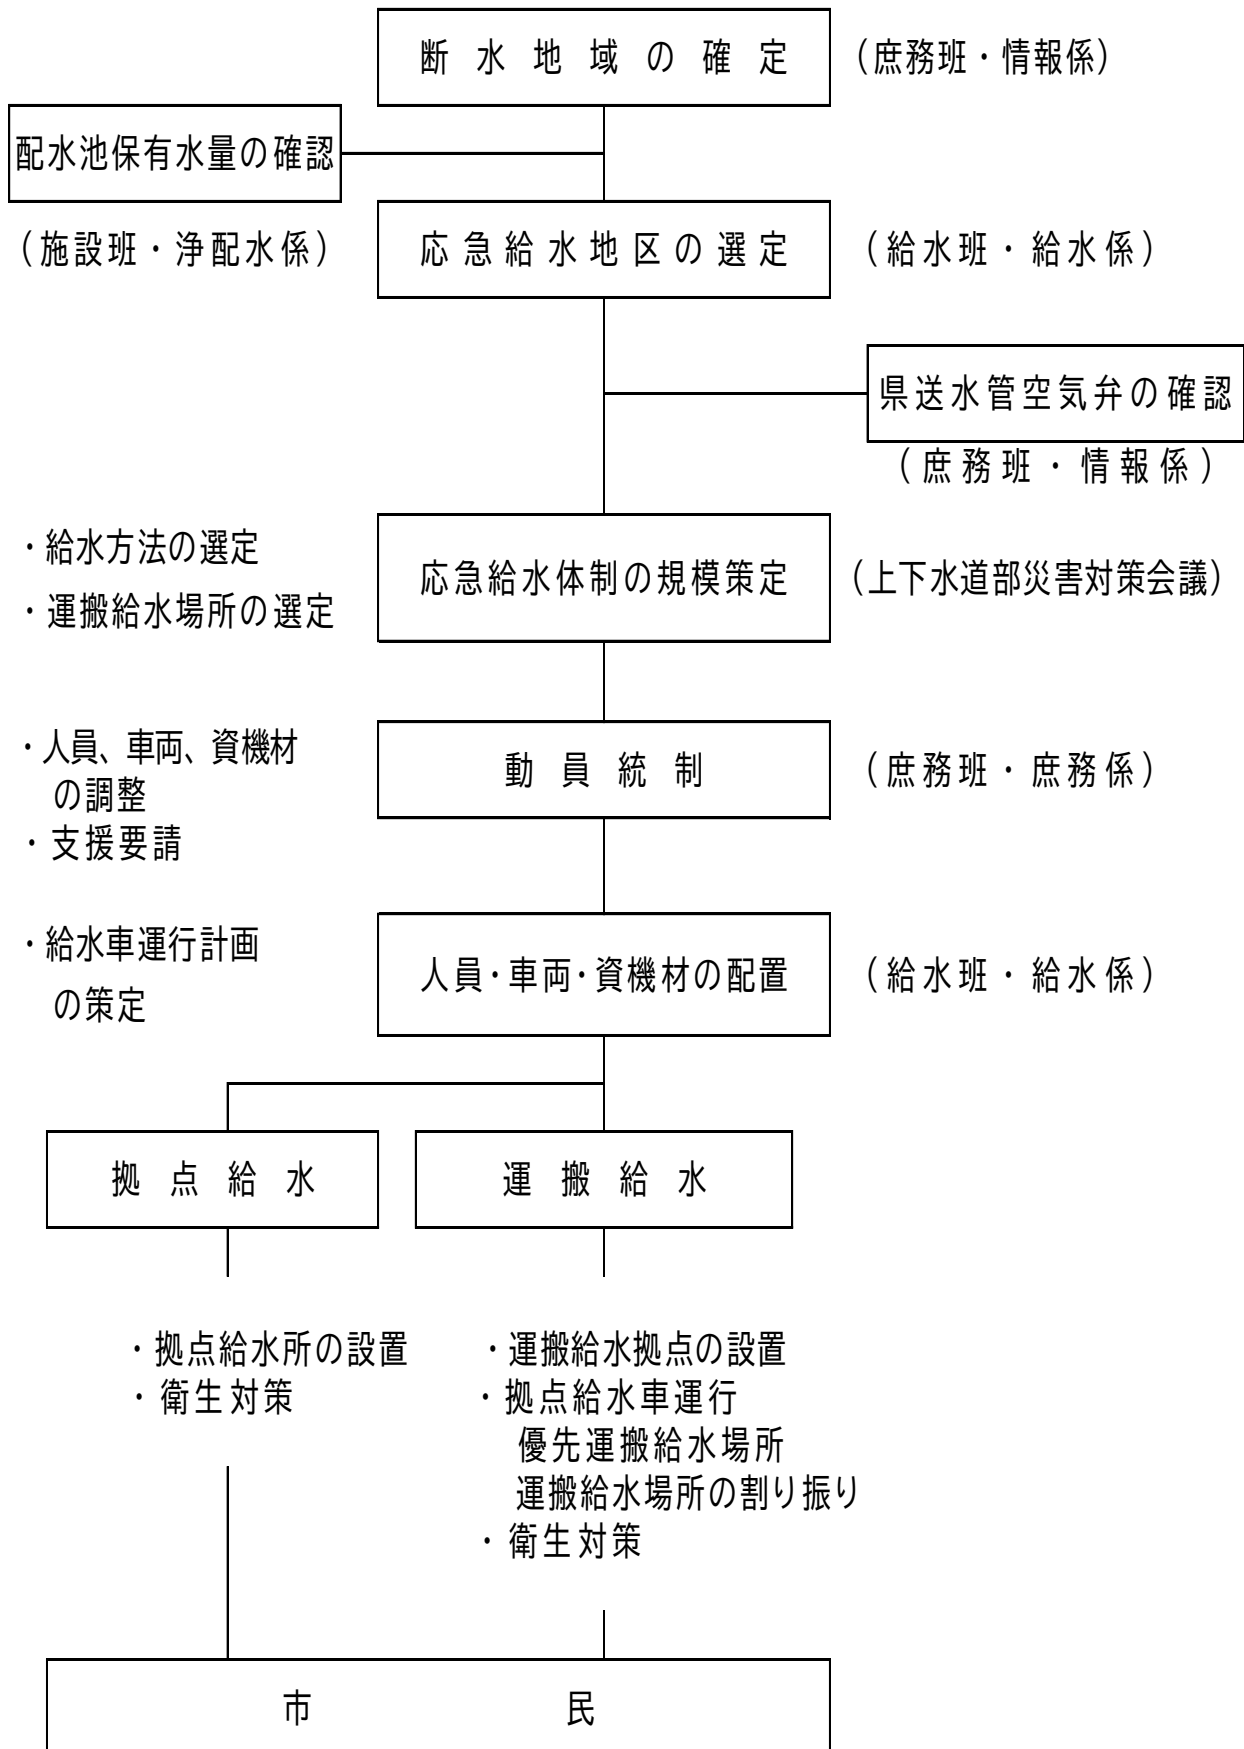 断水地域の確定
（庶務班・情報係）
配水池保有水量の確認
（施設班・浄配水係）
応急給水地区の選定
（給水班・給水係）
県送水管空気弁の確認
（庶務班・情報係）
・給水方法の選定
・運搬給水場所の選定
応急給水体制の規模策定
（上下水道部災害対策会議）
・人員、車両、資機材
の調整
・支援要請
動員統制
（庶務班・庶務係）
・給水車運行計画
の策定
人員・車両・資機材の配置
（給水班・給水係）
拠点給水
運搬給水
・拠点給水所の設置
・衛生対策
・運搬給水拠点の設置
・拠点給水車運行
優先運搬給水場所
運搬給水場所の割り振り
・衛生対策
市民